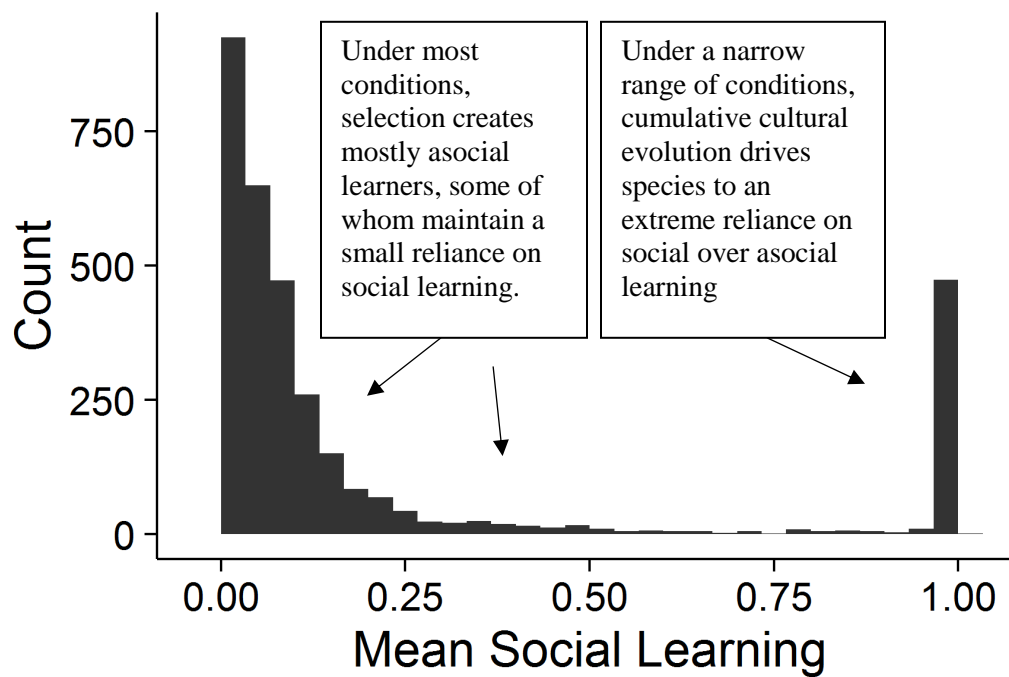 Under most
conditions,
selection creates
mostly asocial
learners, some of
whom maintain a
small reliance on
social learning.
Under a narrow
range of conditions,
cumulative cultural
evolution drives
species to an
extreme reliance on
social over asocial
learning
Count
750
500
250
0
0.00
0.25
0.50
0.75
1.00
Mean Social Learning